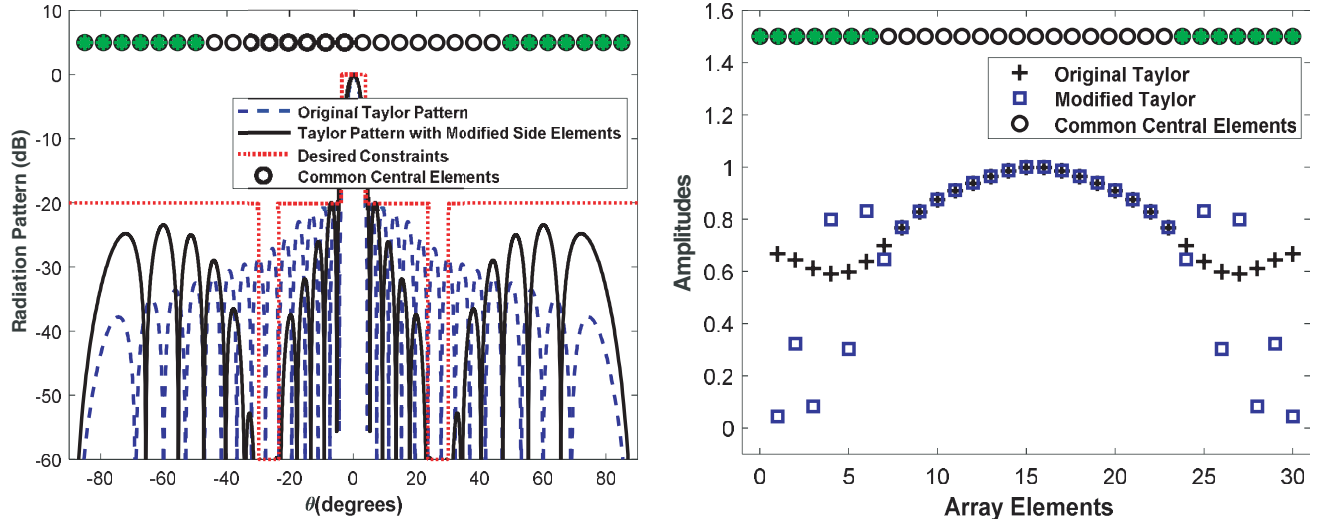 10
0
-10
-20
-30
-40
-50
-60
Radiation Pattern (dB)
Original Taylor Pattern
Taylor Pattern with Modified Side Elements
Desired Constraints
Common Central Elements
-80 -60 -40 -20 0 20 40 60 80
θ(degrees)
1.6
1.4
1.2
1
0.8
0.6
0.4
0.2
0
Amplitudes
Original Taylor
Modified Taylor
Common Central Elements
0 5 10 15 20 25 30
Array Elements